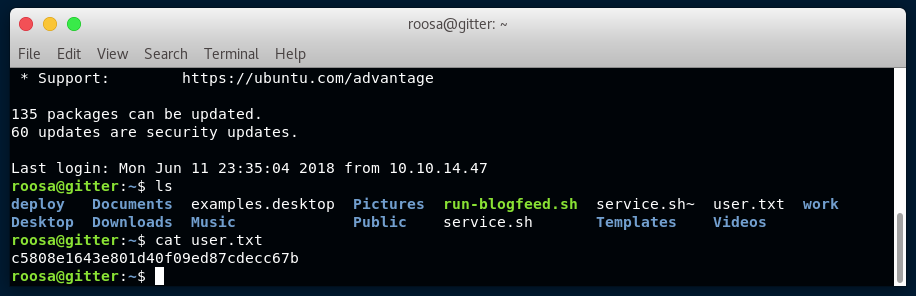 roosa@gitter: ~
File Edit View Search Terminal Help
 * Support:        https://ubuntu.com/advantage
135 packages can be updated.
60 updates are security updates.
Last login: Mon Jun 11 23:35:04 2018 from 10.10.14.47
roosa@gitter:~$ ls
deploy   Documents  examples.desktop  Pictures  run-blogfeed.sh  service.sh~  user.txt  work
Desktop  Downloads  Music             Public    service.sh       Templates    Videos
roosa@gitter:~$ cat user.txt
c5808e1643e801d40f09ed87cdecc67b
roosa@gitter:~$